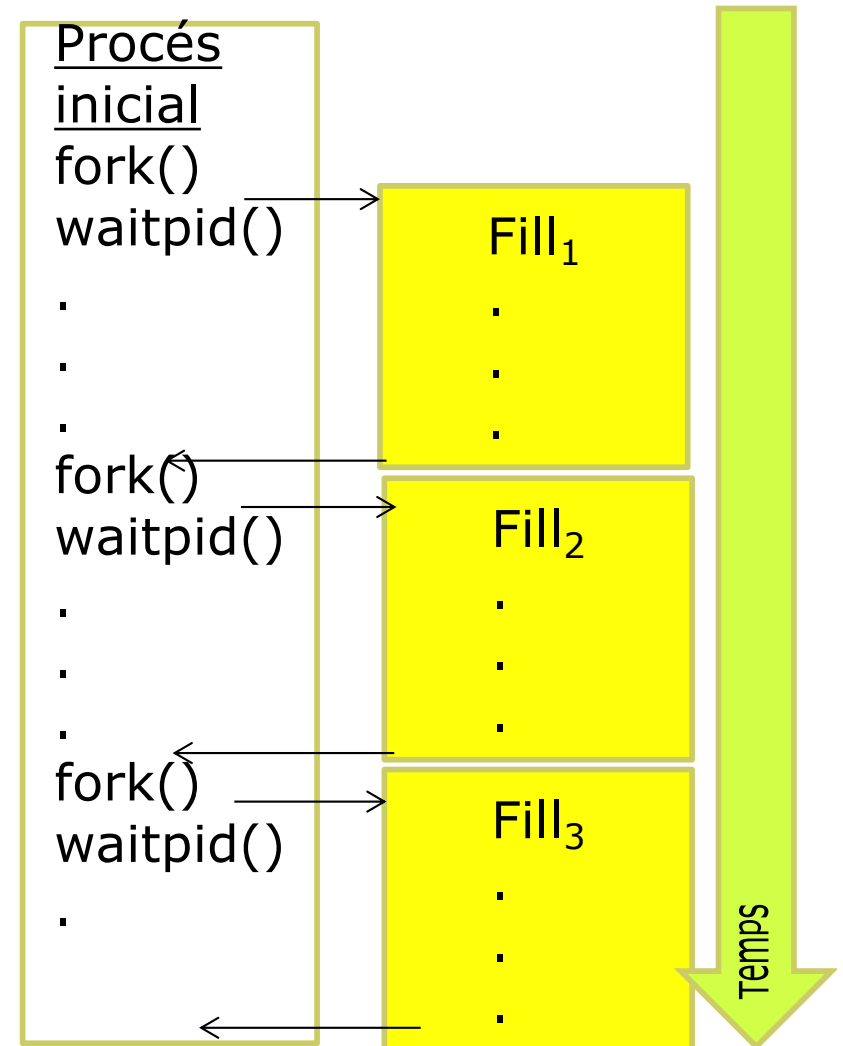 Procés
inicial
fork()
waitpid()
.
.
.
fork()
waitpid()
.
.
.
fork()
waitpid()
.
Fill₁
.
.
.
Fill₂
.
.
.
Fill₃
.
.
.
Temps